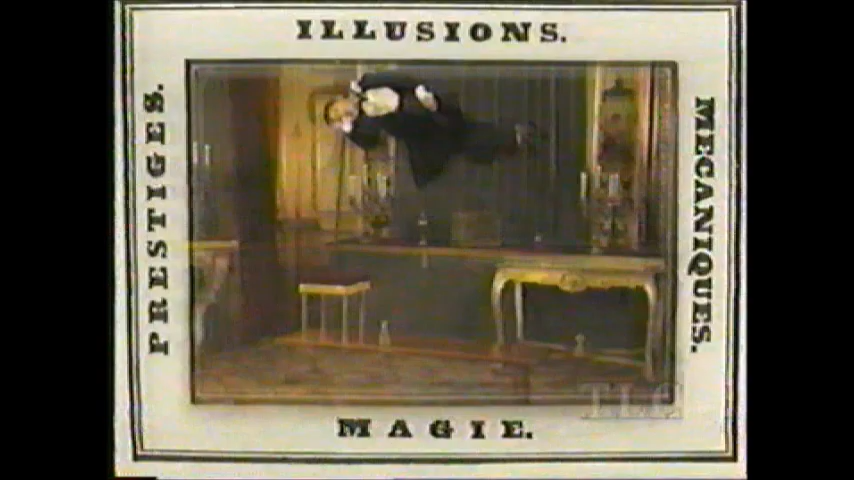 ILLUSIONS.
PRESTIGES.
MECANIQUES.
MAGIE.
TLC